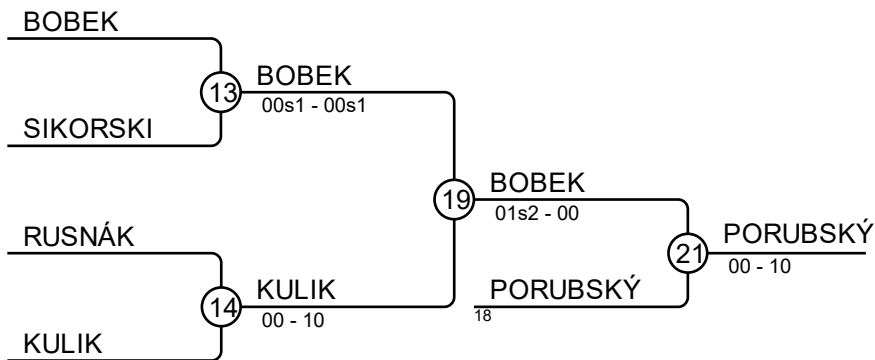 BOBEK
13
BOBEK
00s1 - 00s1
SIKORSKI
19
BOBEK
01s2 - 00
RUSNÁK
21
PORUBSKÝ
00 - 10
14
KULIK
00 - 10
PORUBSKÝ
18
KULIK